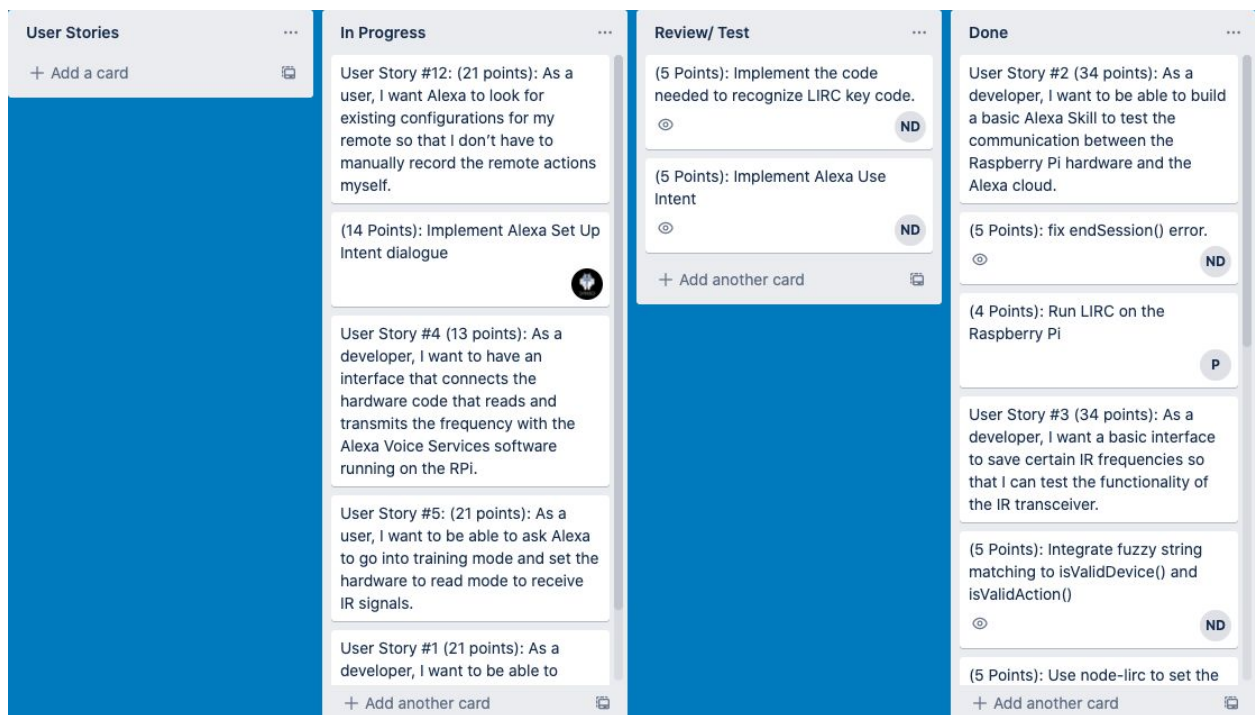 User Stories
...
+ Add a card
In Progress
...
User Story #12: (21 points): As a
user, I want Alexa to look for
existing configurations for my
remote so that I don't have to
manually record the remote actions
myself.
(14 Points): Implement Alexa Set Up
Intent dialogue
User Story #4 (13 points): As a
developer, I want to have an
interface that connects the
hardware code that reads and
transmits the frequency with the
Alexa Voice Services software
running on the RPi.
User Story #5: (21 points): As a
user, I want to be able to ask Alexa
to go into training mode and set the
hardware to read mode to receive
IR signals.
User Story #1 (21 points): As a
developer, I want to be able to
+ Add another card
Review/ Test
...
(5 Points): Implement the code
needed to recognize LIRC key code.
ND
(5 Points): Implement Alexa Use
Intent
ND
+ Add another card
Done
...
User Story #2 (34 points): As a
developer, I want to be able to build
a basic Alexa Skill to test the
communication between the
Raspberry Pi hardware and the
Alexa cloud.
(5 Points): fix endSession() error.
ND
(4 Points): Run LIRC on the
Raspberry Pi
P
User Story #3 (34 points): As a
developer, I want a basic interface
to save certain IR frequencies so
that I can test the functionality of
the IR transceiver.
(5 Points): Integrate fuzzy string
matching to isValidDevice() and
isValidAction()
ND
(5 Points): Use node-lirc to set the
+ Add another card